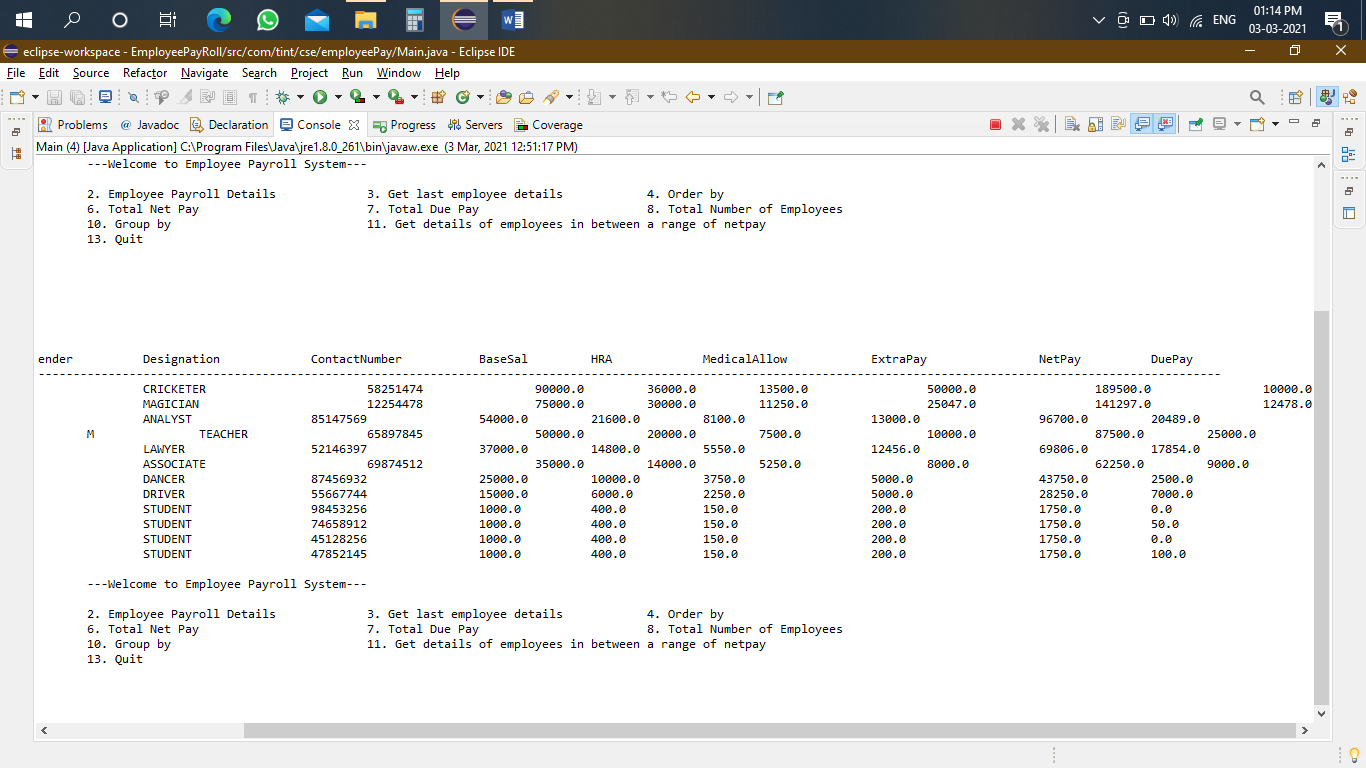 01:14 PM
ENG
03-03-2021
1
eclipse-workspace - EmployeePayRoll/src/com/tint/cse/employeePay/Main.java - Eclipse IDE
File Edit Source Refactor Navigate Search Project Run Window Help
Problems @ Javadoc Declaration Console Progress Servers Coverage
Main (4) [Java Application] C:\Program Files\Java\jre1.8.0_261\bin\javaw.exe (3 Mar, 2021 12:51:17 PM)
---Welcome to Employee Payroll System---
2. Employee Payroll Details 3. Get last employee details 4. Order by
6. Total Net Pay 7. Total Due Pay 8. Total Number of Employees
10. Group by 11. Get details of employees in between a range of netpay
13. Quit
ender Designation ContactNumber BaseSal HRA MedicalAllow ExtraPay NetPay DuePay
CRICKETER 58251474 90000.0 36000.0 13500.0 50000.0 189500.0 10000.0
MAGICIAN 12254478 75000.0 30000.0 11250.0 25047.0 141297.0 12478.0
ANALYST 85147569 54000.0 21600.0 8100.0 13000.0 96700.0 20489.0
M TEACHER 65897845 50000.0 20000.0 7500.0 10000.0 87500.0 25000.0
LAWYER 52146397 37000.0 14800.0 5550.0 12456.0 69806.0 17854.0
ASSOCIATE 69874512 35000.0 14000.0 5250.0 8000.0 62250.0 9000.0
DANCER 87456932 25000.0 10000.0 3750.0 5000.0 43750.0 2500.0
DRIVER 55667744 15000.0 6000.0 2250.0 5000.0 28250.0 7000.0
STUDENT 98453256 1000.0 400.0 150.0 200.0 1750.0 0.0
STUDENT 74658912 1000.0 400.0 150.0 200.0 1750.0 50.0
STUDENT 45128256 1000.0 400.0 150.0 200.0 1750.0 0.0
STUDENT 47852145 1000.0 400.0 150.0 200.0 1750.0 100.0
---Welcome to Employee Payroll System---
2. Employee Payroll Details 3. Get last employee details 4. Order by
6. Total Net Pay 7. Total Due Pay 8. Total Number of Employees
10. Group by 11. Get details of employees in between a range of netpay
13. Quit